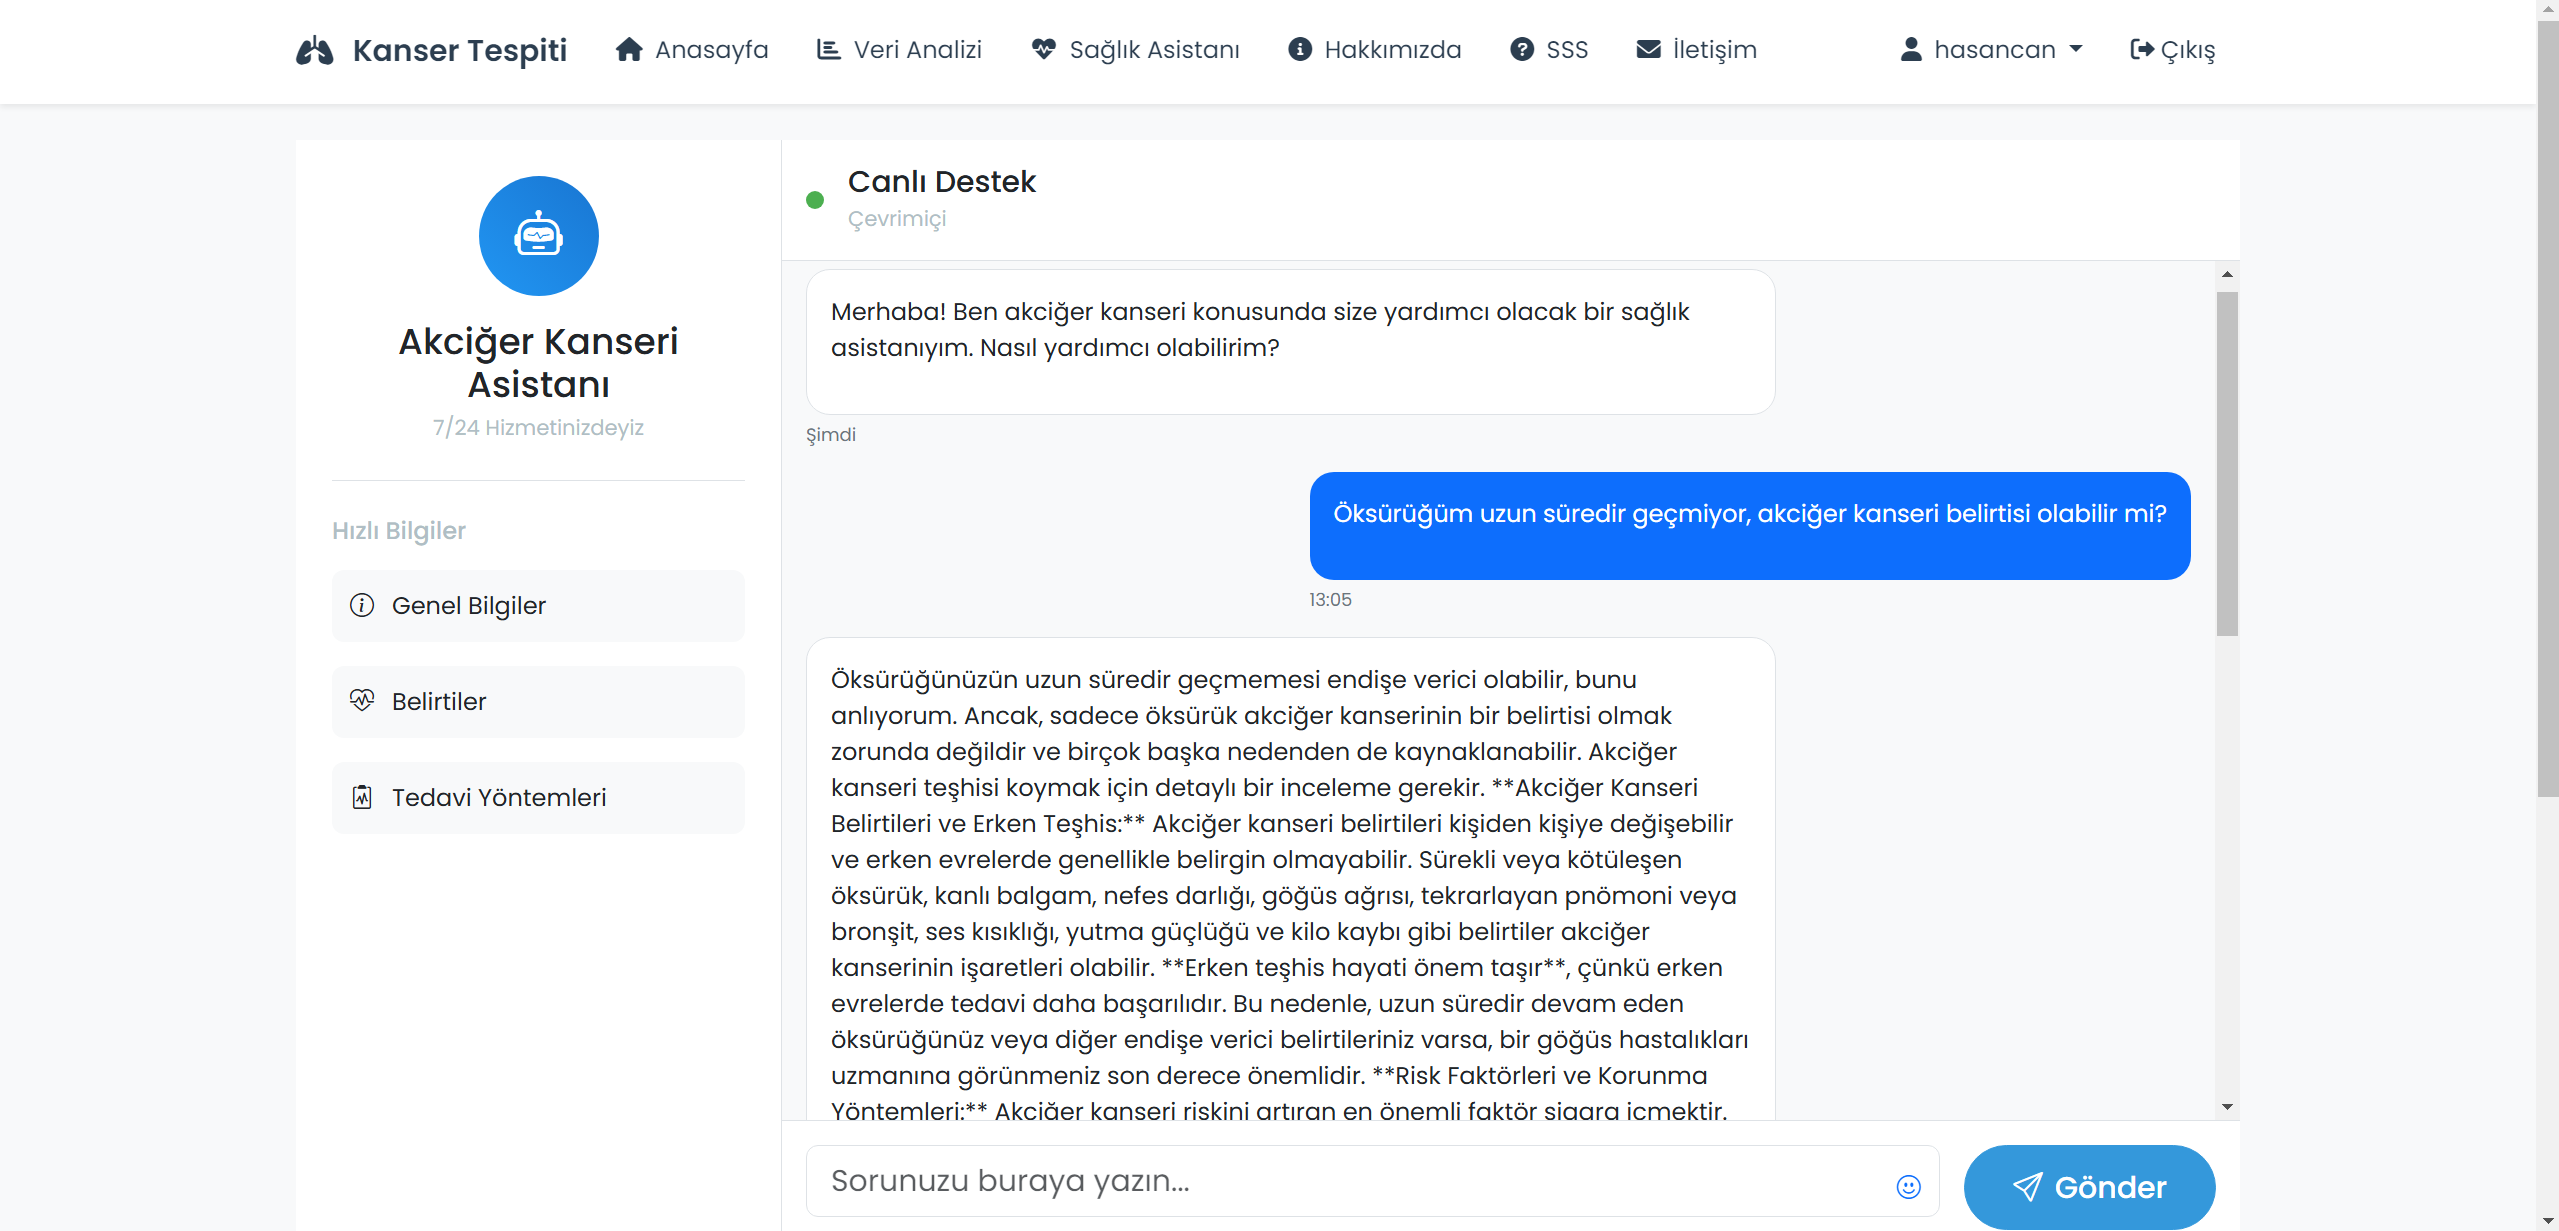 Kanser Tespiti
Anasayfa
Veri Analizi
Sağlık Asistanı
Hakkımızda
SSS
İletişim
hasancan
Çıkış
Akciğer Kanseri
Asistanı
7/24 Hizmetinizdeyiz
Hızlı Bilgiler
Genel Bilgiler
Belirtiler
Tedavi Yöntemleri
Canlı Destek
Çevrimiçi
Merhaba! Ben akciğer kanseri konusunda size yardımcı olacak bir sağlık
asistanıyım. Nasıl yardımcı olabilirim?
Şimdi
Öksürüğüm uzun süredir geçmiyor, akciğer kanseri belirtisi olabilir mi?
13:05
Öksürüğünüzün uzun süredir geçmemesi endişe verici olabilir, bunu
anlıyorum. Ancak, sadece öksürük akciğer kanserinin bir belirtisi olmak
zorunda değildir ve birçok başka nedenden de kaynaklanabilir. Akciğer
kanseri teşhisi koymak için detaylı bir inceleme gerekir. **Akciğer Kanseri
Belirtileri ve Erken Teşhis:** Akciğer kanseri belirtileri kişiden kişiye değişebilir
ve erken evrelerde genellikle belirgin olmayabilir. Sürekli veya kötüleşen
öksürük, kanlı balgam, nefes darlığı, göğüs ağrısı, tekrarlayan pnömoni veya
bronşit, ses kısıklığı, yutma güçlüğü ve kilo kaybı gibi belirtiler akciğer
kanserinin işaretleri olabilir. **Erken teşhis hayati önem taşır**, çünkü erken
evrelerde tedavi daha başarılıdır. Bu nedenle, uzun süredir devam eden
öksürüğünüz veya diğer endişe verici belirtileriniz varsa, bir göğüs hastalıkları
uzmanına görünmeniz son derece önemlidir. **Risk Faktörleri ve Korunma
Yöntemleri:** Akciğer kanseri riskini artıran en önemli faktör sigara içmektir.
Sorunuzu buraya yazın...
Gönder